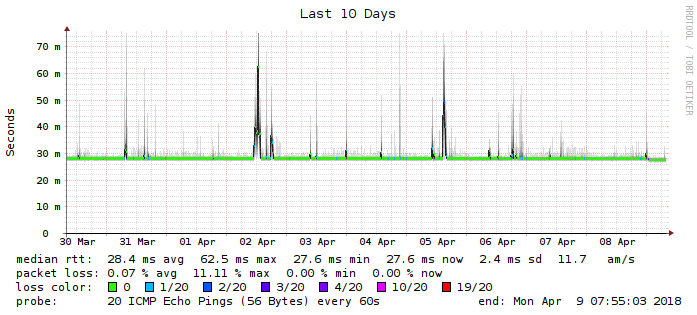 Last 10 Days
RRDTOOL / TOBI OETIKER
Seconds
70 m
60 m
50 m
40 m
30 m
20 m
10 m
0
30 Mar 31 Mar 01 Apr 02 Apr 03 Apr 04 Apr 05 Apr 06 Apr 07 Apr 08 Apr
median rtt: 28.4 ms avg 62.5 ms max 27.6 ms min 27.6 ms now 2.4 ms sd 11.7 am/s
packet loss: 0.07 % avg 11.11 % max 0.00 % min 0.00 % now
loss color: 0 1/20 2/20 3/20 4/20 10/20 19/20
probe: 20 ICMP Echo Pings (56 Bytes) every 60s end: Mon Apr 9 07:55:03 2018